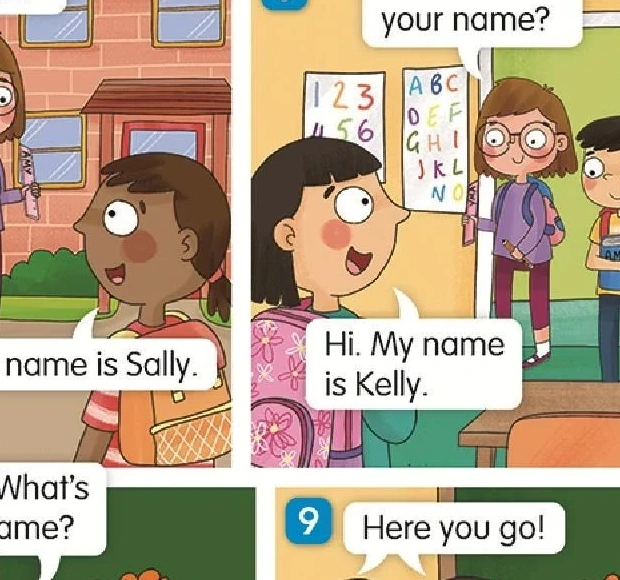 name is Sally.
your name?
1 2 3
4 5 6
A B C
D E F
G H I
J K L
N O
Hi. My name
is Kelly.
What's
ame?
9
Here you go!